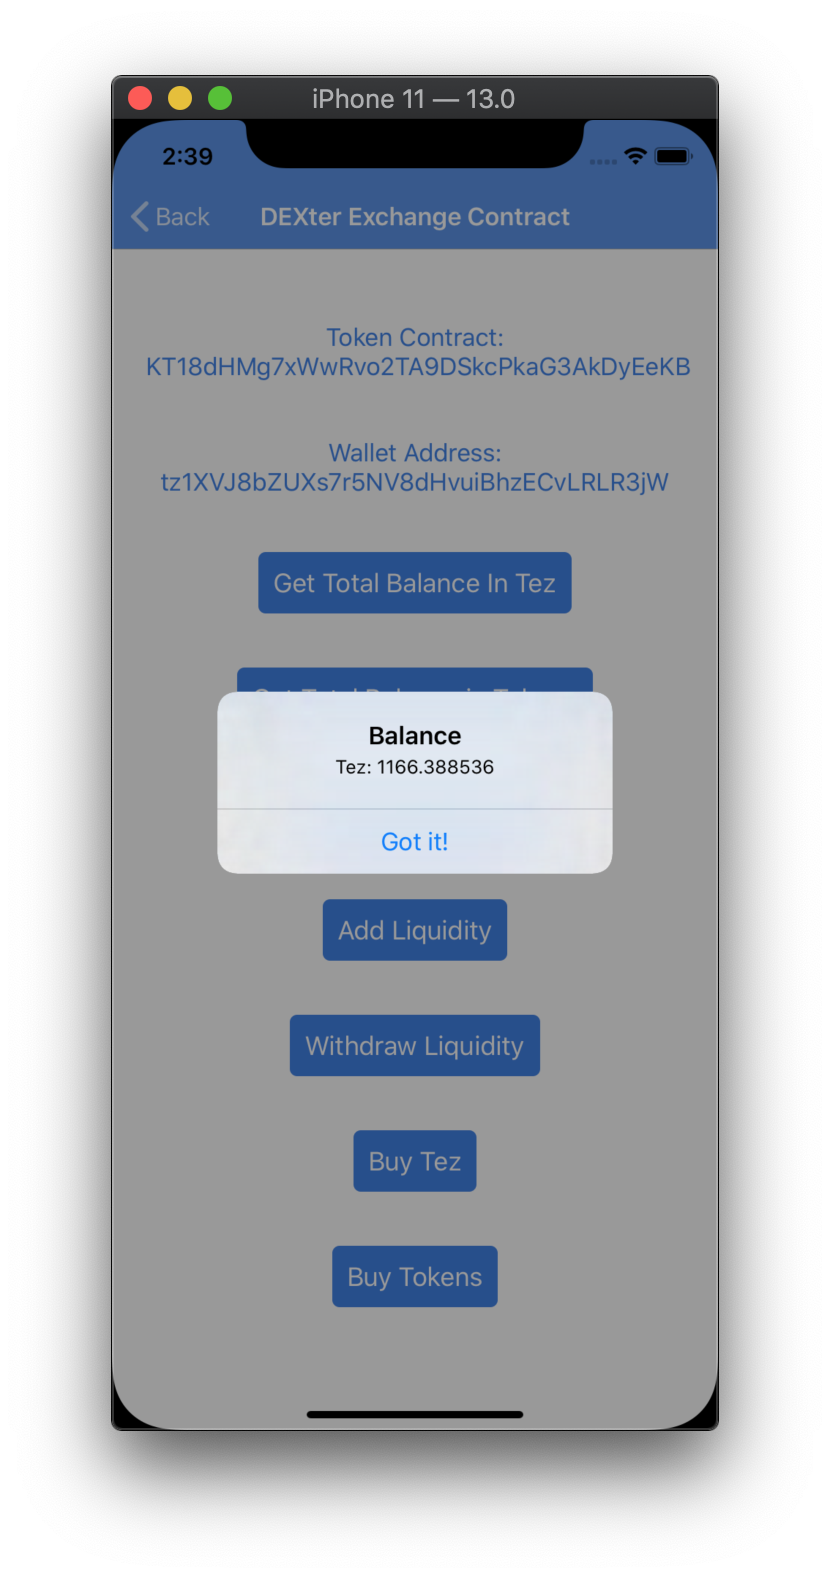 iPhone 11 — 13.0
2:39
Back
DEXter Exchange Contract
Token Contract:
KT18dHMg7xWwRvo2TA9DSkcPkaG3AkDyEeKB
Wallet Address:
tz1XVJ8bZUXs7r5NV8dHvuiBhzECvLRLR3jW
Get Total Balance In Tez
Balance
Tez: 1166.388536
Got it!
Add Liquidity
Withdraw Liquidity
Buy Tez
Buy Tokens